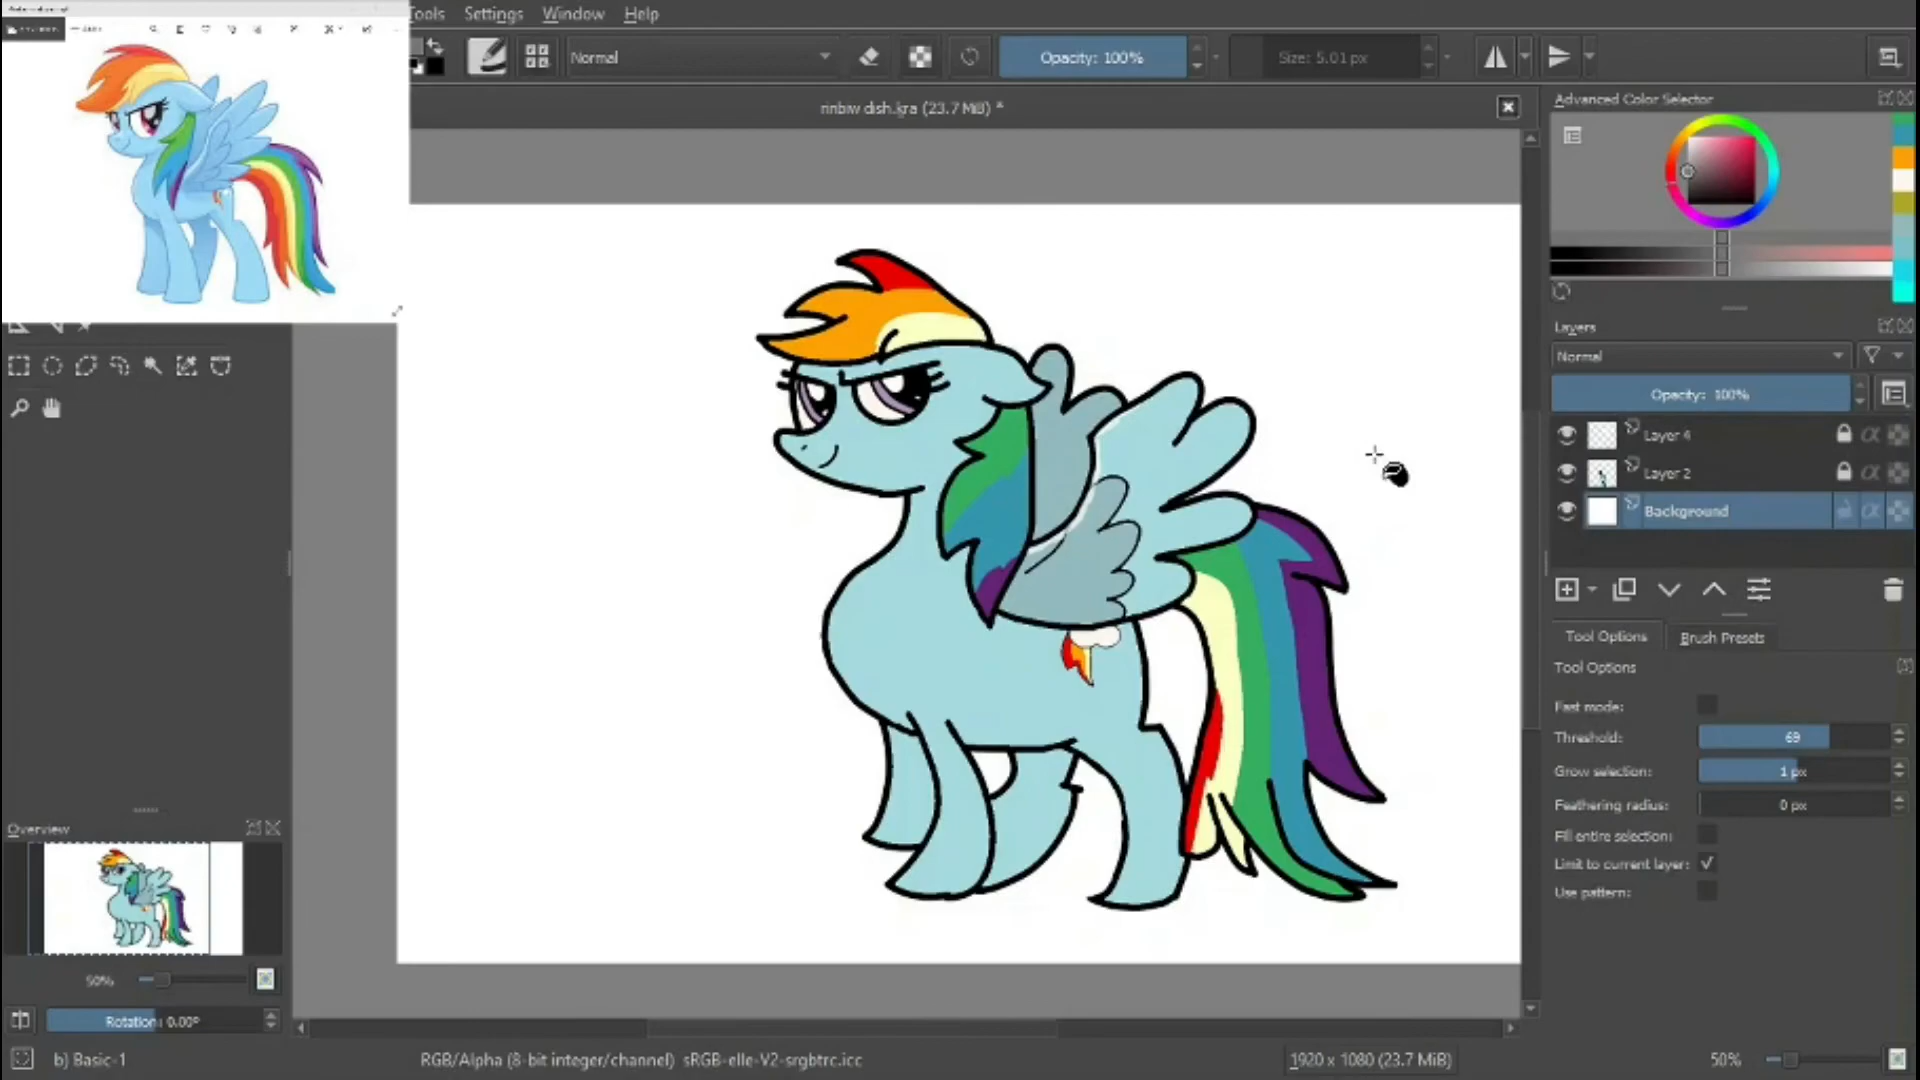 Tools Settings Window Help
Normal
Opacity: 100%
Size: 5.01 px
rinbiw dish.kra (23.7 MiB) *
Advanced Color Selector
Layers
Normal
Opacity: 100%
Layer 4
Layer 2
Background
Tool Options Brush Presets
Tool Options
Fast mode:
Threshold: 69
Grow selection: 1 px
Feathering radius: 0 px
Fill entire selection:
Limit to current layer:
Use pattern:
Overview
50%
Rotation: 0.00°
b) Basic-1
RGB/Alpha (8-bit integer/channel) sRGB-elle-V2-srgbtrc.icc
1920 x 1080 (23.7 MiB)
50%